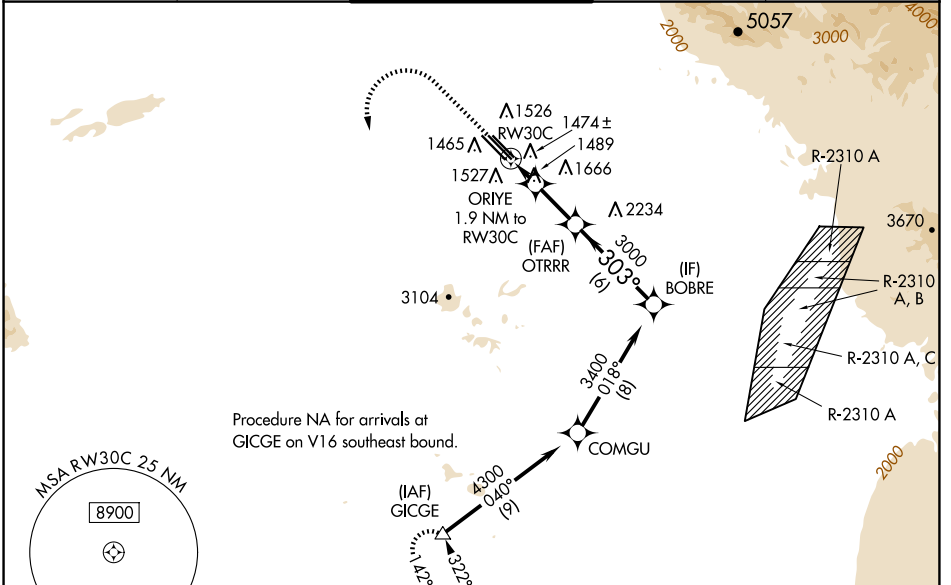 2000
5057
3000
4000
1526
RW30C
1474 ±
1489
1465
1527
1666
ORIYE
1.9 NM to
RW30C
2234
(FAF)
OTRRR
3000
303°
(6)
(IF)
BOBRE
R-2310 A
3670
R-2310
A, B
R-2310 A, C
R-2310 A
3104
3400
018°
(8)
Procedure NA for arrivals at
GICGE on V16 southeast bound.
COMGU
4300
040°
(9)
(IAF)
GICGE
142°
322°
2000
MSA RW30C 25 NM
8900